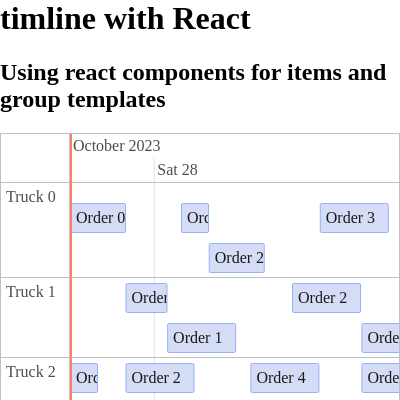 timline with React
Using react components for items and
group templates
October 2023
Sat 28
Truck 0
Order 0
Ord
Order 3
Order 2
Truck 1
Order
Order 2
Order 1
Orde
Truck 2
Ord
Order 2
Order 4
Orde